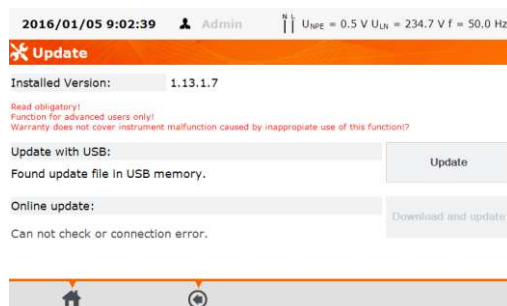 2016/01/05 9:02:39 Admin N L UNPE = 0.5 V ULN = 234.7 V f = 50.0 Hz
Update
Installed Version: 1.13.1.7
Read obligatory!
Function for advanced users only!
Warranty does not cover instrument malfunction caused by inappropiate use of this function!?
Update with USB:
Update
Found update file in USB memory.
Online update:
Download and update
Can not check or connection error.